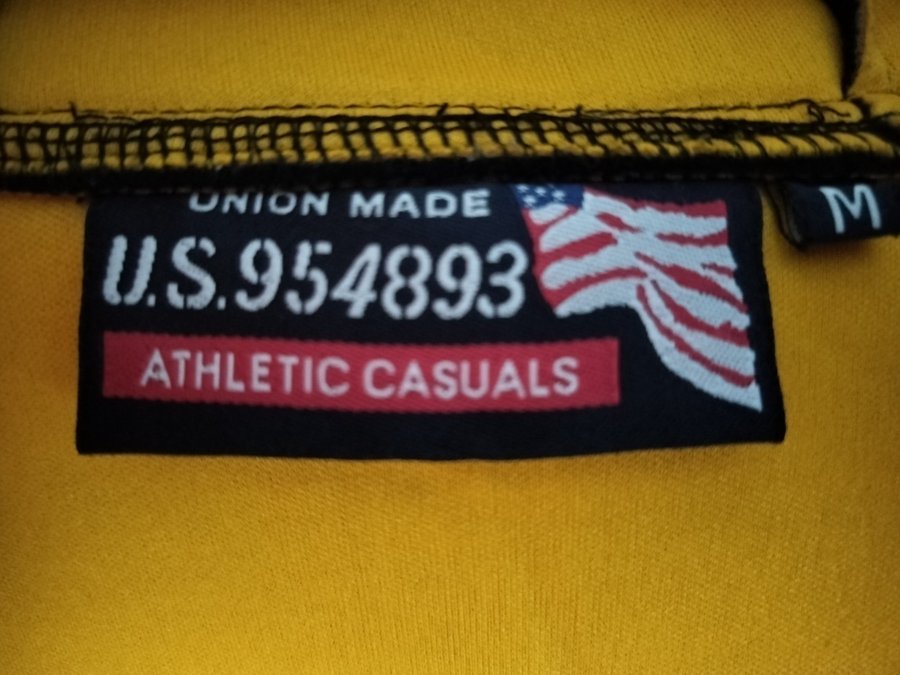 UNION MADE
U.S.954893
ATHLETIC CASUALS
M